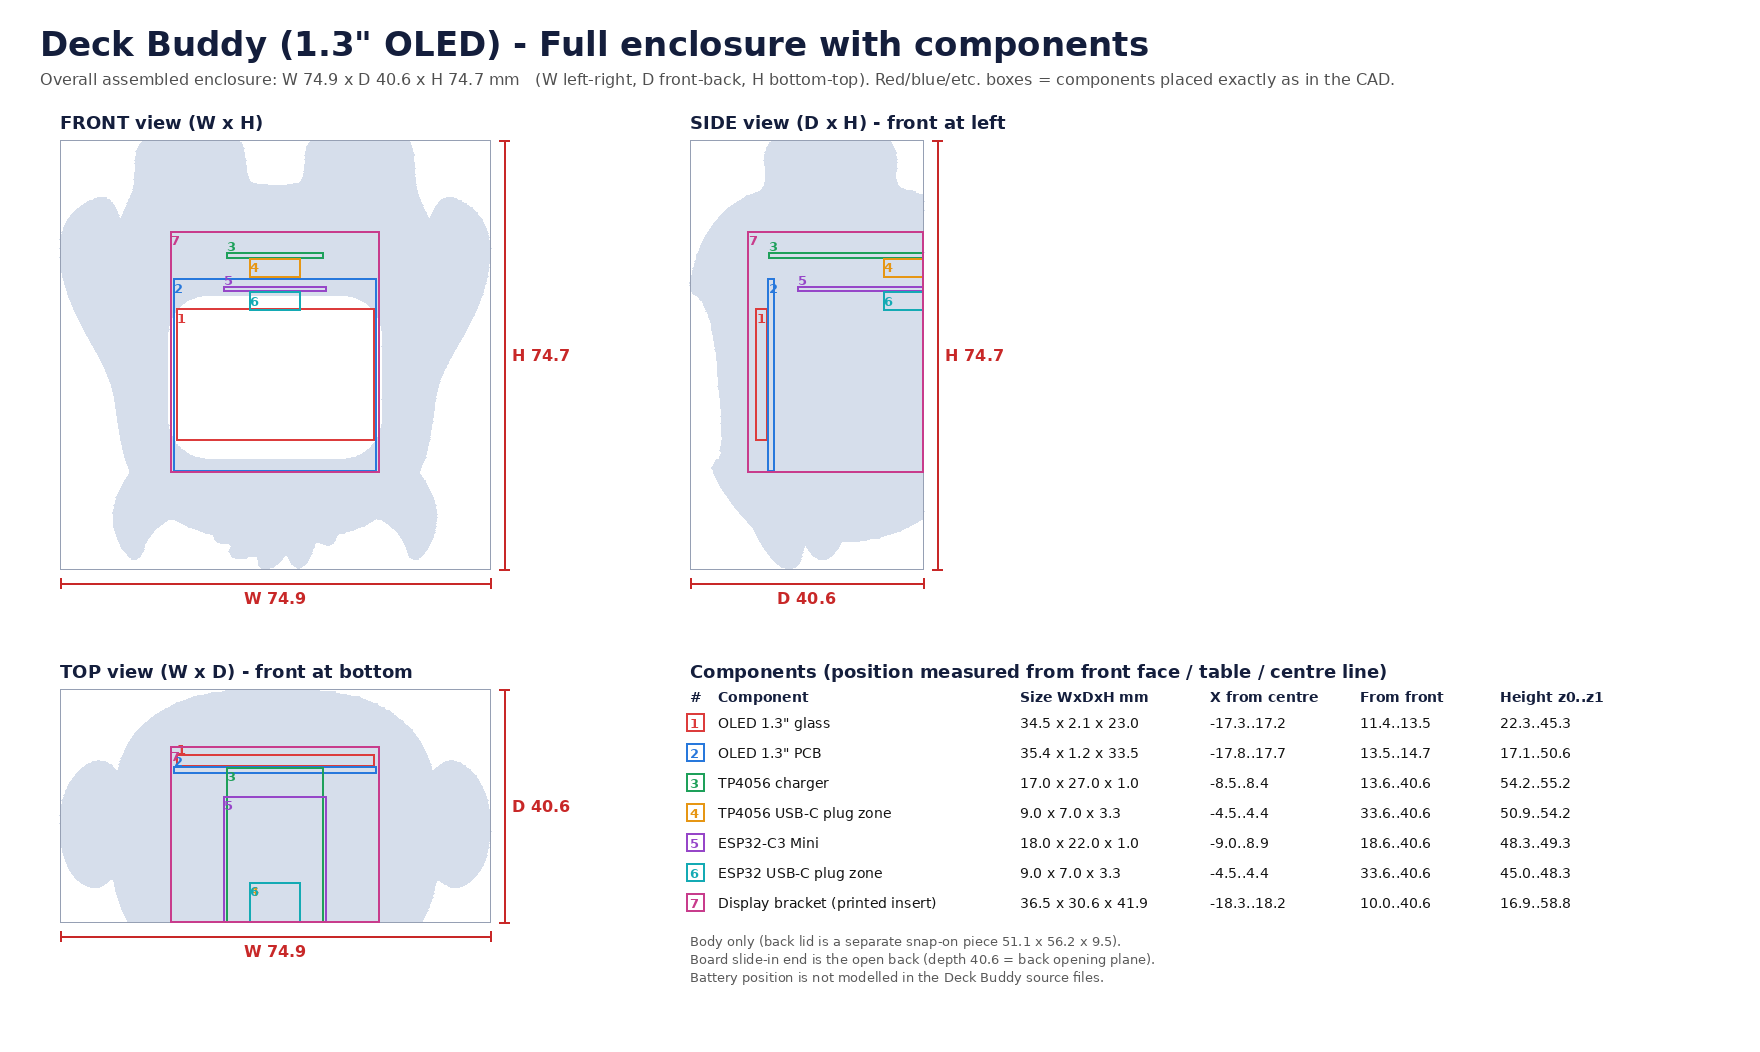 Deck Buddy (1.3" OLED) - Full enclosure with components
Overall assembled enclosure: W 74.9 x D 40.6 x H 74.7 mm (W left-right, D front-back, H bottom-top). Red/blue/etc. boxes = components placed exactly as in the CAD.
FRONT view (W x H)
7
3
4
5
2
6
1
H 74.7
W 74.9
SIDE view (D x H) - front at left
7
3
4
5
2
6
1
H 74.7
D 40.6
TOP view (W x D) - front at bottom
1
7
2
3
5
4
6
D 40.6
W 74.9
Components (position measured from front face / table / centre line)
# Component Size WxDxH mm X from centre From front Height z0..z1
1 OLED 1.3" glass 34.5 x 2.1 x 23.0 -17.3..17.2 11.4..13.5 22.3..45.3
2 OLED 1.3" PCB 35.4 x 1.2 x 33.5 -17.8..17.7 13.5..14.7 17.1..50.6
3 TP4056 charger 17.0 x 27.0 x 1.0 -8.5..8.4 13.6..40.6 54.2..55.2
4 TP4056 USB-C plug zone 9.0 x 7.0 x 3.3 -4.5..4.4 33.6..40.6 50.9..54.2
5 ESP32-C3 Mini 18.0 x 22.0 x 1.0 -9.0..8.9 18.6..40.6 48.3..49.3
6 ESP32 USB-C plug zone 9.0 x 7.0 x 3.3 -4.5..4.4 33.6..40.6 45.0..48.3
7 Display bracket (printed insert) 36.5 x 30.6 x 41.9 -18.3..18.2 10.0..40.6 16.9..58.8
Body only (back lid is a separate snap-on piece 51.1 x 56.2 x 9.5).
Board slide-in end is the open back (depth 40.6 = back opening plane).
Battery position is not modelled in the Deck Buddy source files.